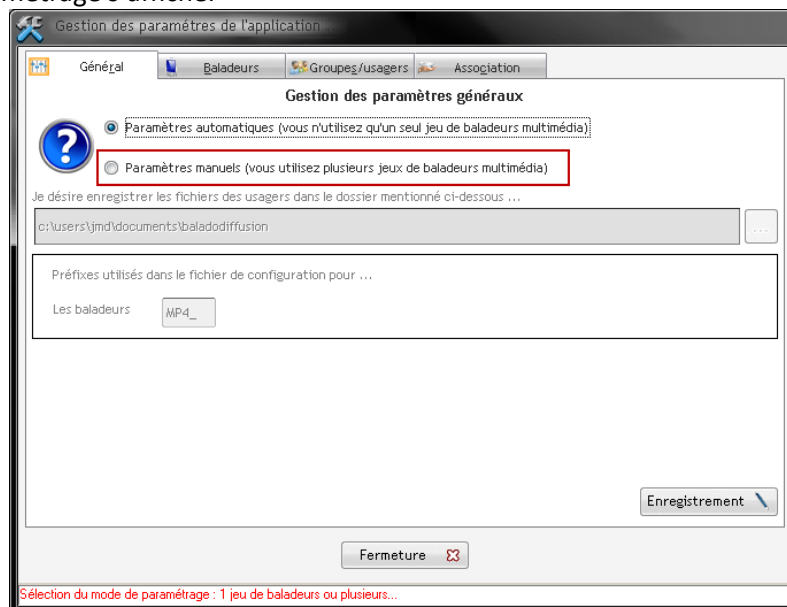 Gestion des paramétres de l'application ...
Général
Baladeurs
Groupes/usagers
Association
Gestion des paramètres généraux
Paramètres automatiques (vous n'utilisez qu'un seul jeu de baladeurs multimédia)
Paramètres manuels (vous utilisez plusieurs jeux de baladeurs multimédia)
Je désire enregistrer les fichiers des usagers dans le dossier mentionné ci-dessous ...
c:\users\jmd\documents\baladodiffusion
...
Préfixes utilisés dans le fichier de configuration pour ...
Les baladeurs
MP4_
Enregistrement
Fermeture
Sélection du mode de paramétrage : 1 jeu de baladeurs ou plusieurs...